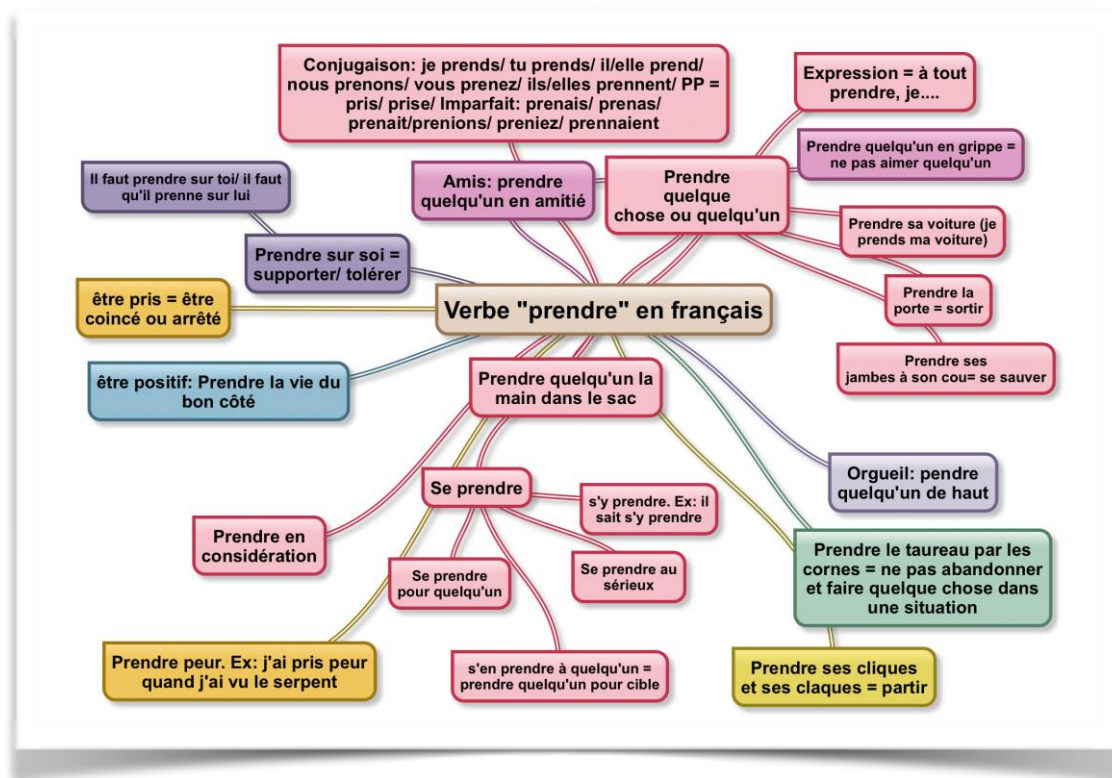 Conjugaison: je prends/ tu prends/ il/elle prend/
nous prenons/ vous prenez/ ils/elles prennent/ PP =
pris/ prise/ Imparfait: prenais/ prenas/
prenait/prenions/ preniez/ prennaient
Expression = à tout
prendre, je....
Prendre quelqu'un en grippe =
ne pas aimer quelqu'un
Il faut prendre sur toi/ il faut
qu'il prenne sur lui
Amis: prendre
quelqu'un en amitié
Prendre
quelque
chose ou quelqu'un
Prendre sa voiture (je
prends ma voiture)
Prendre sur soi =
supporter/ tolérer
Prendre la
porte = sortir
être pris = être
coincé ou arrêté
Verbe "prendre" en français
Prendre ses
jambes à son cou= se sauver
être positif: Prendre la vie du
bon côté
Prendre quelqu'un la
main dans le sac
Orgueil: pendre
quelqu'un de haut
Se prendre
s'y prendre. Ex: il
sait s'y prendre
Prendre en
considération
Prendre le taureau par les
cornes = ne pas abandonner
et faire quelque chose dans
une situation
Se prendre
pour quelqu'un
Se prendre au
sérieux
Prendre peur. Ex: j'ai pris peur
quand j'ai vu le serpent
s'en prendre à quelqu'un =
prendre quelqu'un pour cible
Prendre ses cliques
et ses claques = partir